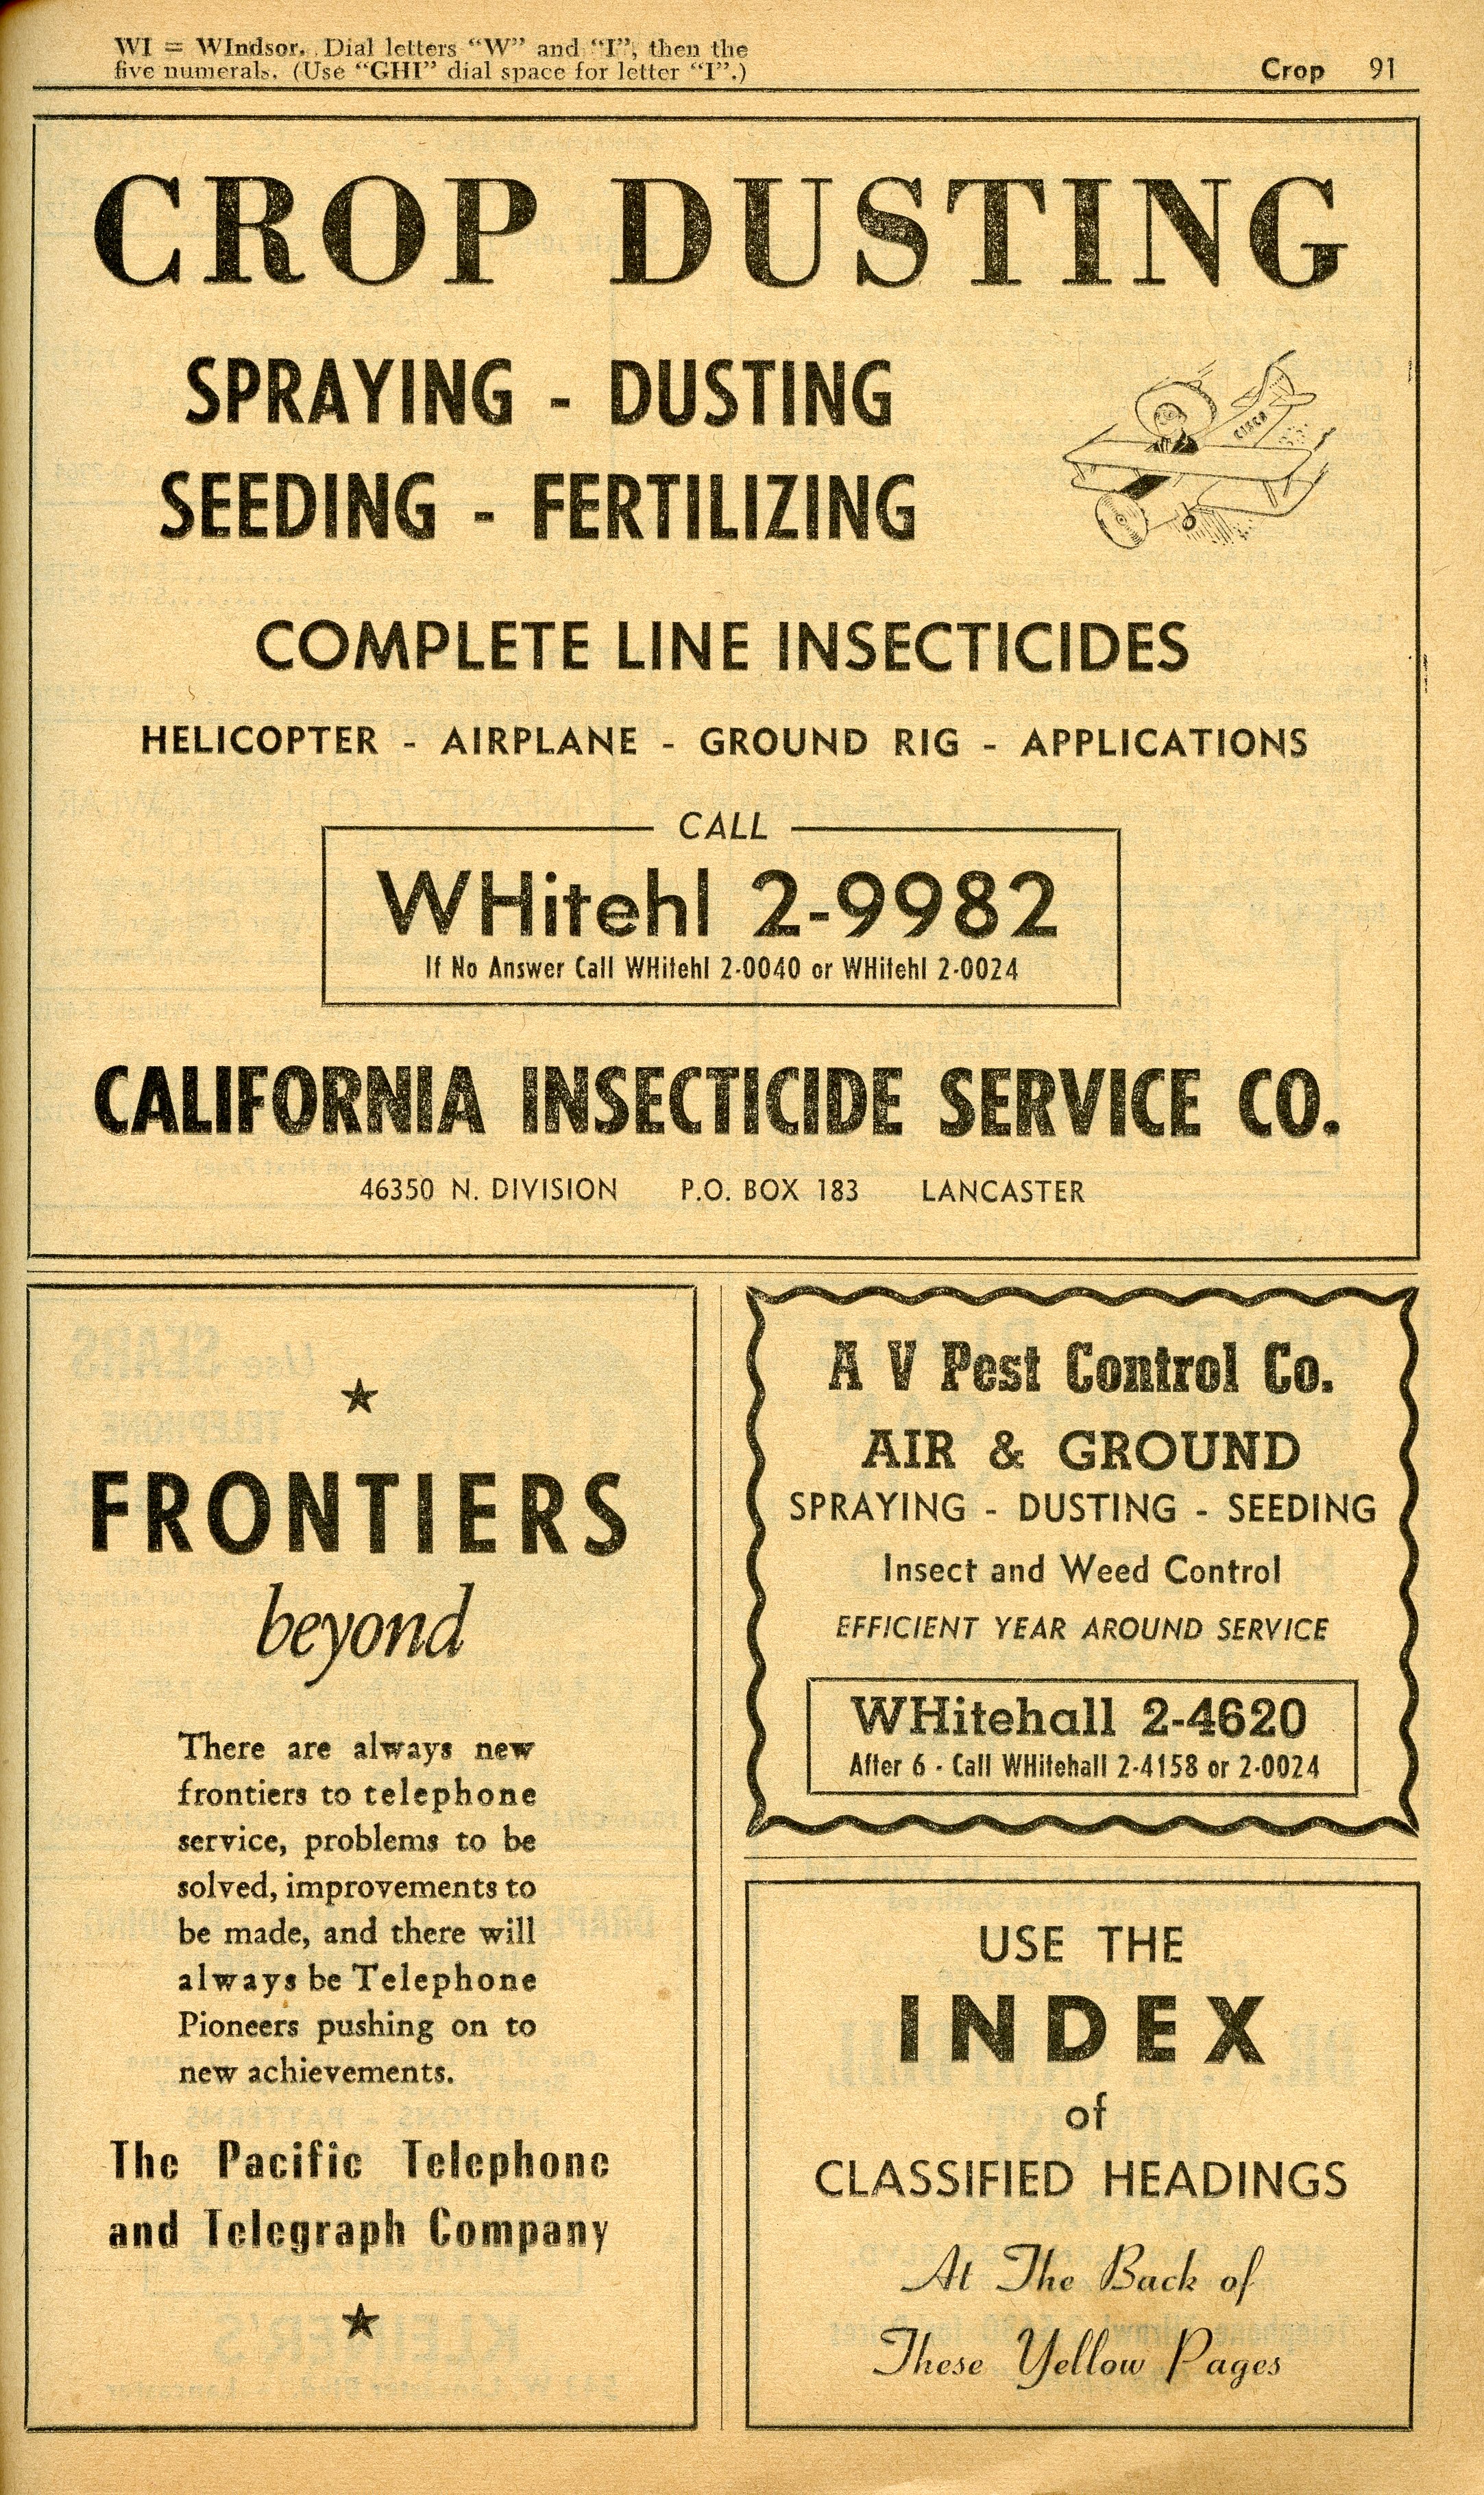 WI = WIndsor. Dial letters “W” and “I”, then the
five numerals. (Use “GHI” dial space for letter “I”.)
Crop 91
CROP DUSTING
SPRAYING - DUSTING
SEEDING - FERTILIZING
CISCO
COMPLETE LINE INSECTICIDES
HELICOPTER - AIRPLANE - GROUND RIG - APPLICATIONS
CALL
WHitehl 2-9982
If No Answer Call WHitehl 2-0040 or WHitehl 2-0024
CALIFORNIA INSECTICIDE SERVICE CO.
46350 N. DIVISION P.O. BOX 183 LANCASTER
FRONTIERS
beyond
There are always new
frontiers to telephone
service, problems to be
solved, improvements to
be made, and there will
always be Telephone
Pioneers pushing on to
new achievements.
The Pacific Telephone
and Telegraph Company
A V Pest Control Co.
AIR & GROUND
SPRAYING - DUSTING - SEEDING
Insect and Weed Control
EFFICIENT YEAR AROUND SERVICE
WHitehall 2-4620
After 6 - Call WHitehall 2-4158 or 2-0024
USE THE
INDEX
of
CLASSIFIED HEADINGS
At The Back of
These Yellow Pages